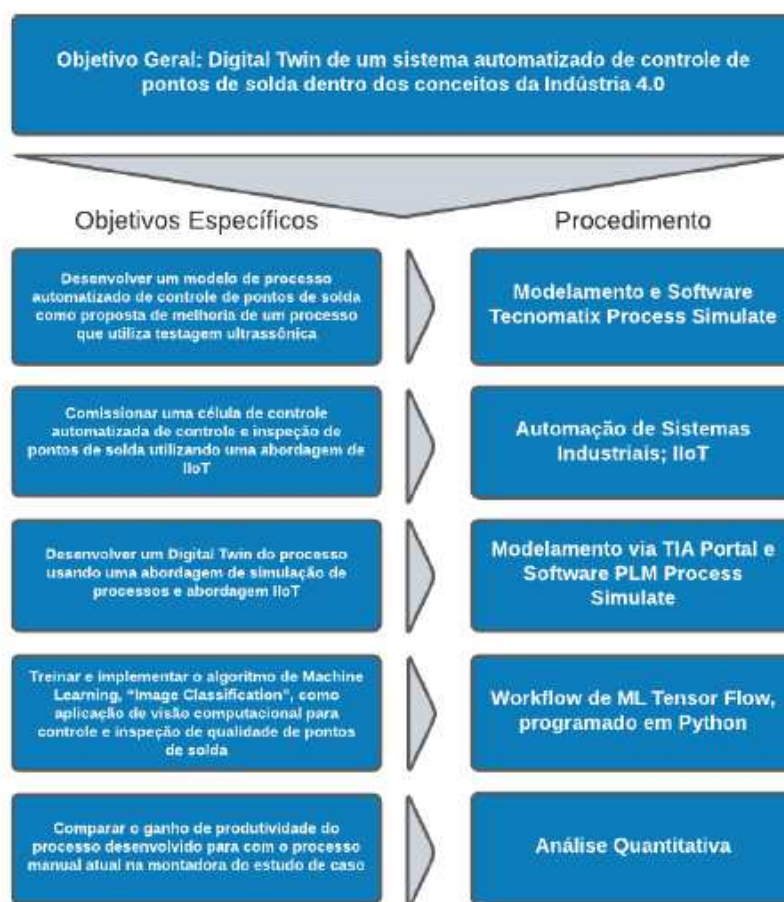 Objetivo Geral: Digital Twin de um sistema automatizado de controle de
pontos de solda dentro dos conceitos da Indústria 4.0
Objetivos Específicos
Procedimento
Desenvolver um modelo de processo
automatizado de controle de pontos de solda
como proposta de melhoria de um processo
que utiliza testagem ultrassônica
Modelamento e Software
Tecnomatix Process Simulate
Comissionar uma célula de controle
automatizada de controle e inspeção de
pontos de solda utilizando uma abordagem de
IIoT
Automação de Sistemas
Industriais; IIoT
Desenvolver um Digital Twin do processo
usando uma abordagem de simulação de
processos e abordagem IIoT
Modelamento via TIA Portal e
Software PLM Process
Simulate
Treinar e implementar o algoritmo de Machine
Learning, "Image Classification", como
aplicação de visão computacional para
controle e inspeção de qualidade de pontos
de solda
Workflow de ML Tensor Flow,
programado em Python
Comparar o ganho de produtividade do
processo desenvolvido para com o processo
manual atual na montadora do estudo de caso
Análise Quantitativa